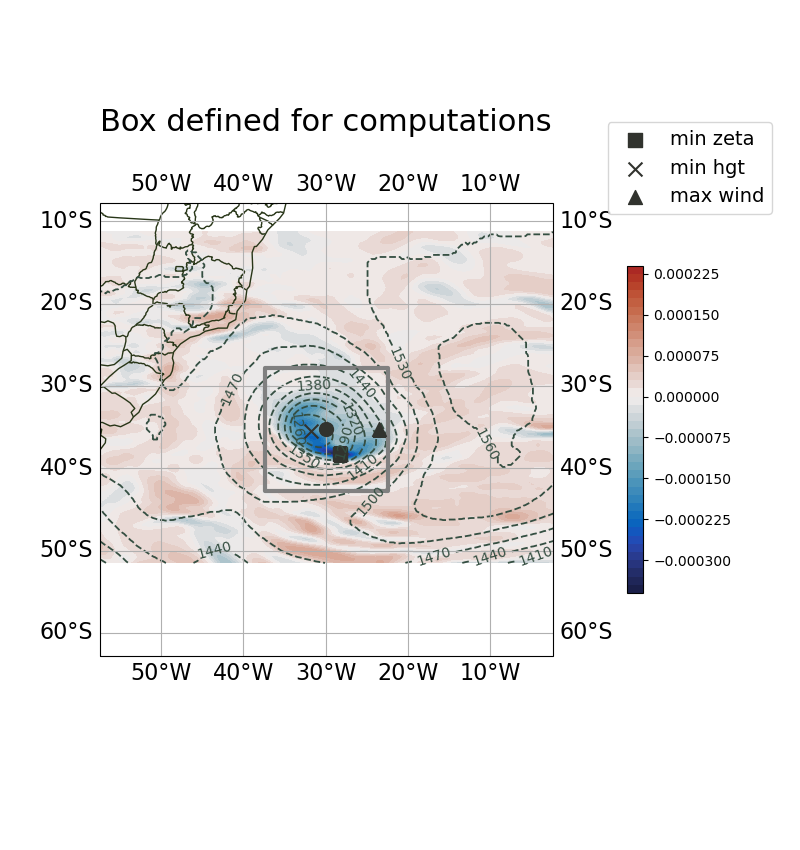 Box defined for computations
min zeta
min hgt
max wind
50°W 40°W 30°W 20°W 10°W
10°S 10°S
20°S 20°S
30°S 30°S
40°S 40°S
50°S 50°S
60°S 60°S
50°W 40°W 30°W 20°W 10°W
1530
1470
1440
1380
1320
1350
1410
1500
1560
1440
1470
1440
1410
0.000225
0.000150
0.000075
0.000000
−0.000075
−0.000150
−0.000225
−0.000300